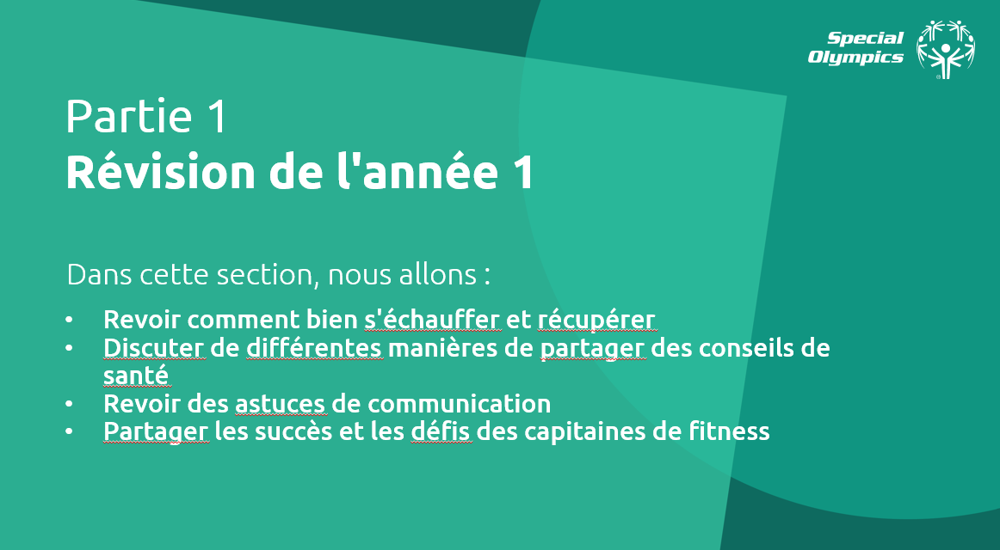 Special
Olympics
Partie 1
Révision de l'année 1
Dans cette section, nous allons :
• Revoir comment bien s'échauffer et récupérer
• Discuter de différentes manières de partager des conseils de
santé
• Revoir des astuces de communication
• Partager les succès et les défis des capitaines de fitness